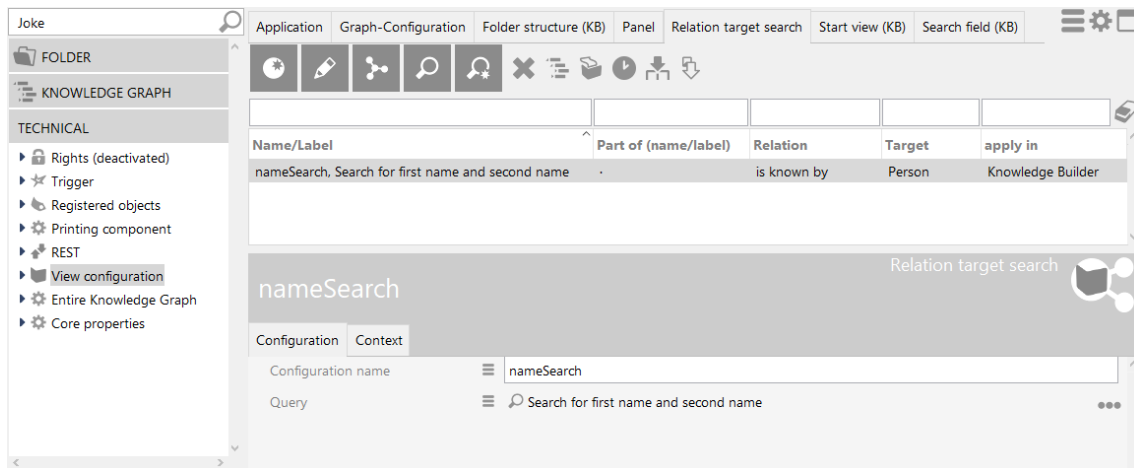 Joke
FOLDER
KNOWLEDGE GRAPH
TECHNICAL
Rights (deactivated)
Trigger
Registered objects
Printing component
REST
View configuration
Entire Knowledge Graph
Core properties
Application Graph-Configuration Folder structure (KB) Panel Relation target search Start view (KB) Search field (KB)
Name/Label Part of (name/label) Relation Target apply in
nameSearch, Search for first name and second name - is known by Person Knowledge Builder
Relation target search
nameSearch
Configuration Context
Configuration name nameSearch
Query Search for first name and second name